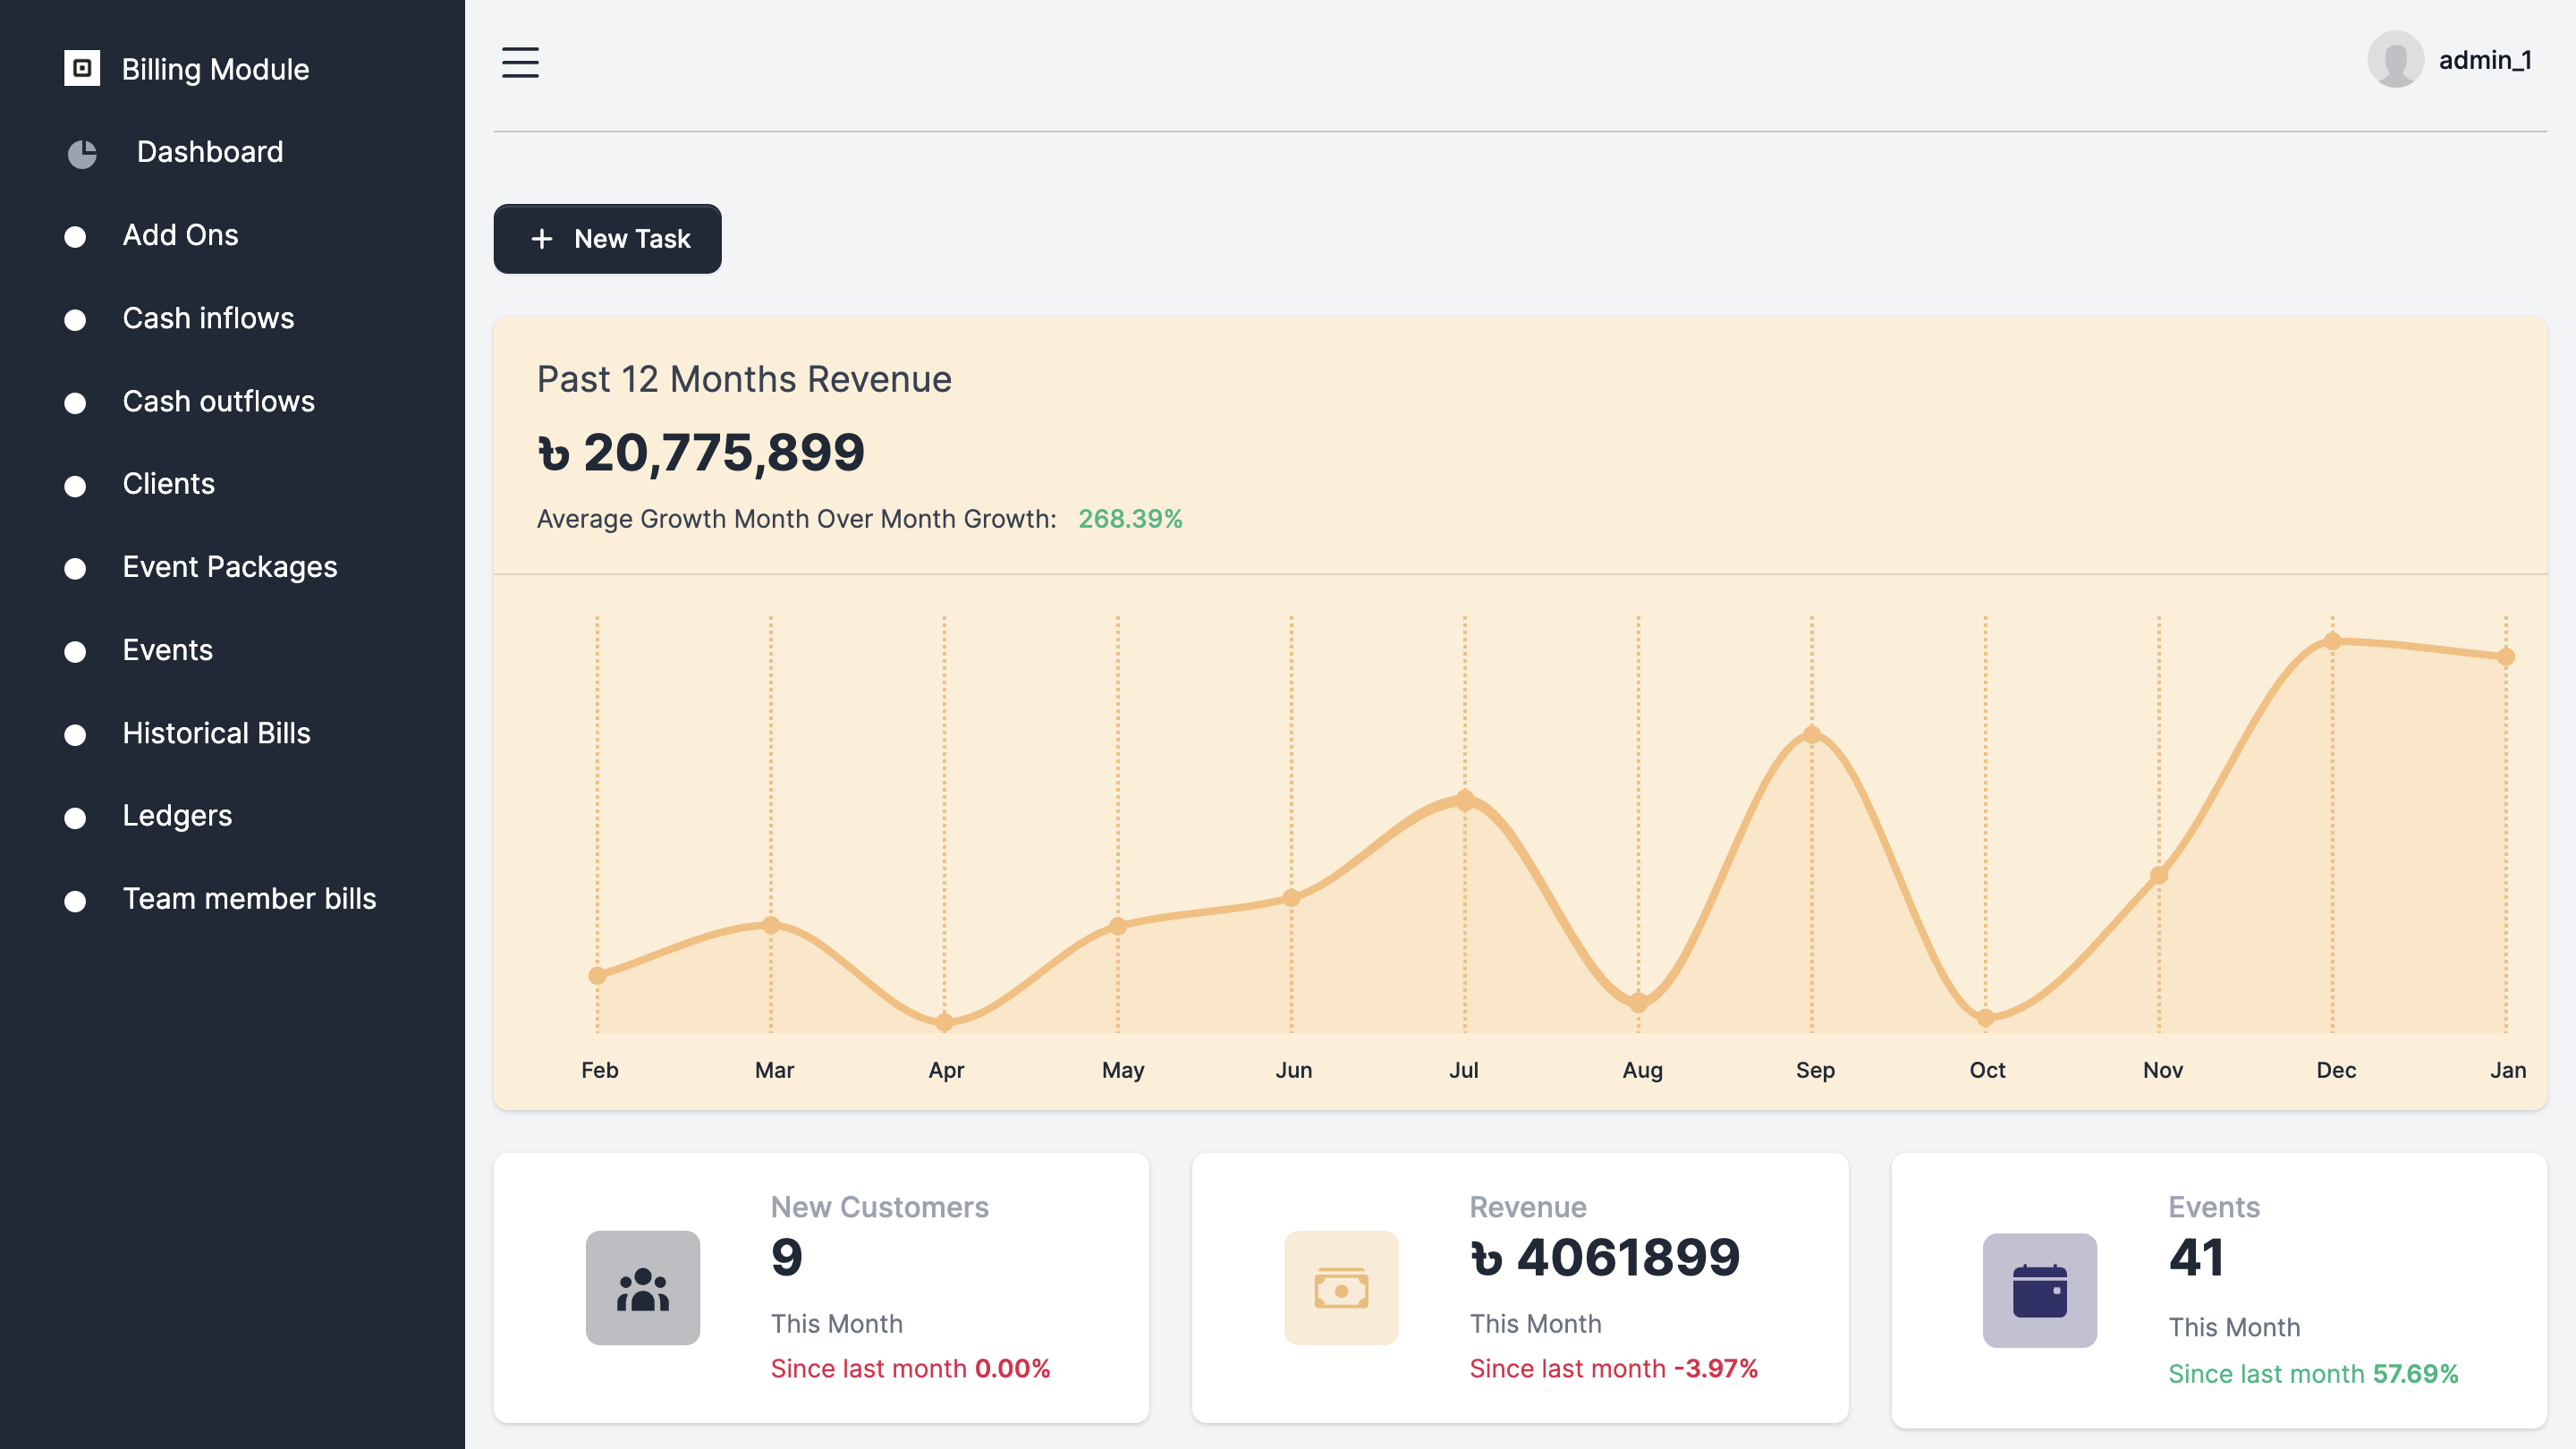 Billing Module
Dashboard
Add Ons
Cash inflows
Cash outflows
Clients
Event Packages
Events
Historical Bills
Ledgers
Team member bills
admin_1
+ New Task
Past 12 Months Revenue
৳ 20,775,899
Average Growth Month Over Month Growth: 268.39%
Feb Mar Apr May Jun Jul Aug Sep Oct Nov Dec Jan
New Customers
9
This Month
Since last month 0.00%
Revenue
৳ 4061899
This Month
Since last month -3.97%
Events
41
This Month
Since last month 57.69%